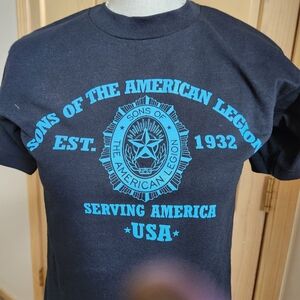 SONS OF THE AMERICAN LEGION
EST. 1932
SONS OF
THE AMERICAN LEGION
SERVING AMERICA
USA